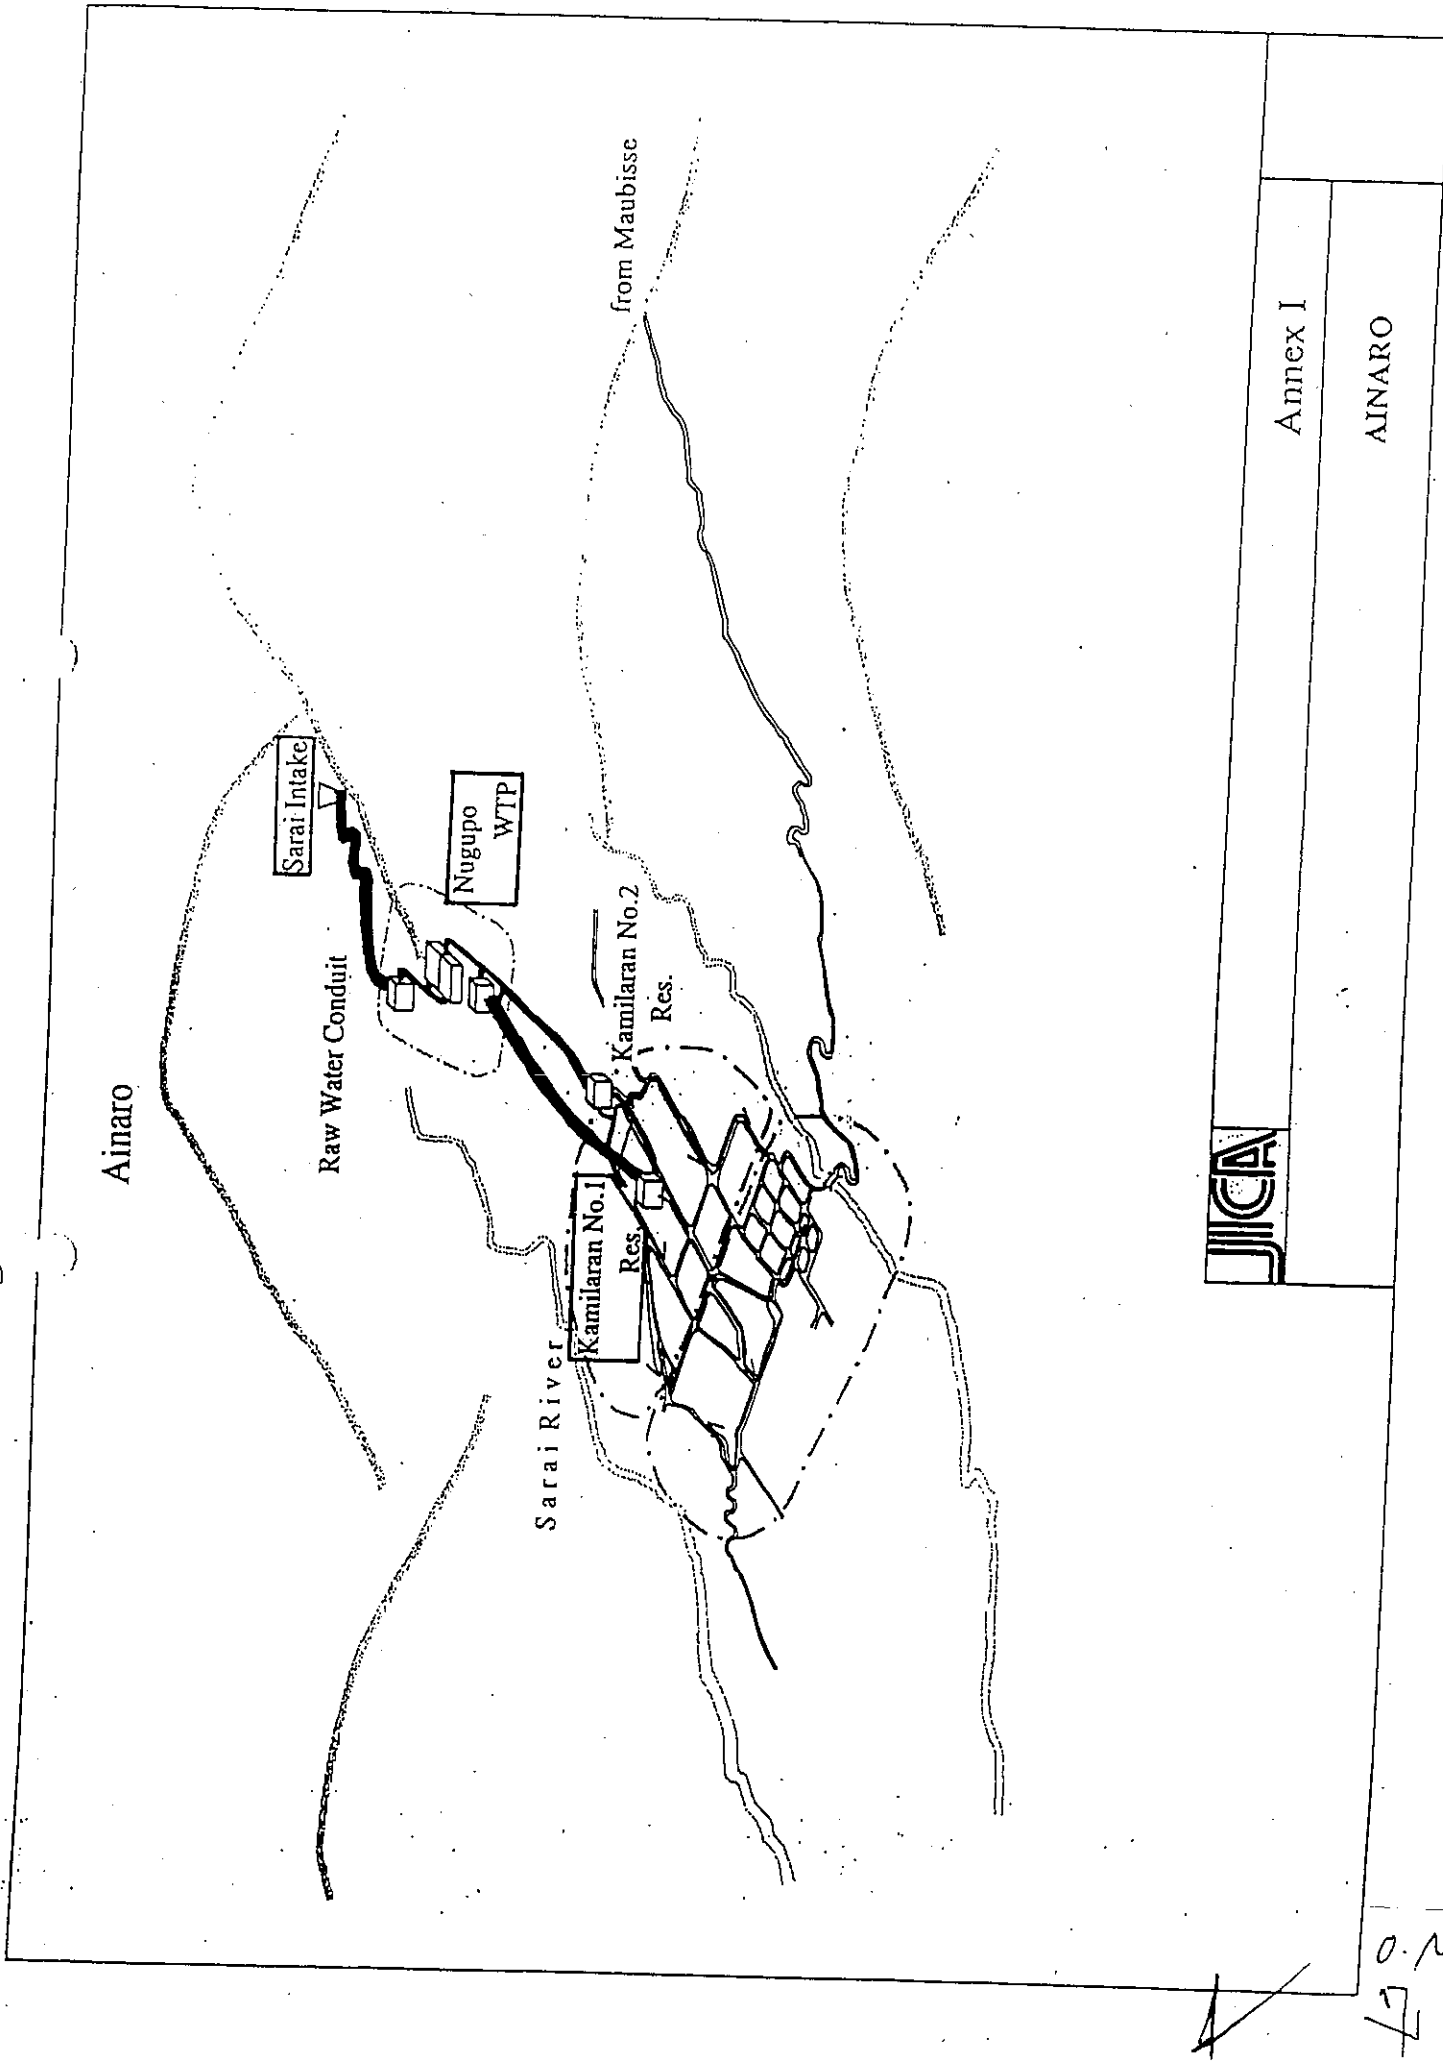 Ainaro
Sarai Intake
Raw Water Conduit
Nugupo
WTP
from Maubisse
Kamilaran No.2
Res.
Kamilaran No.1
Res.
Sarai River
JICA
Annex I
AINARO